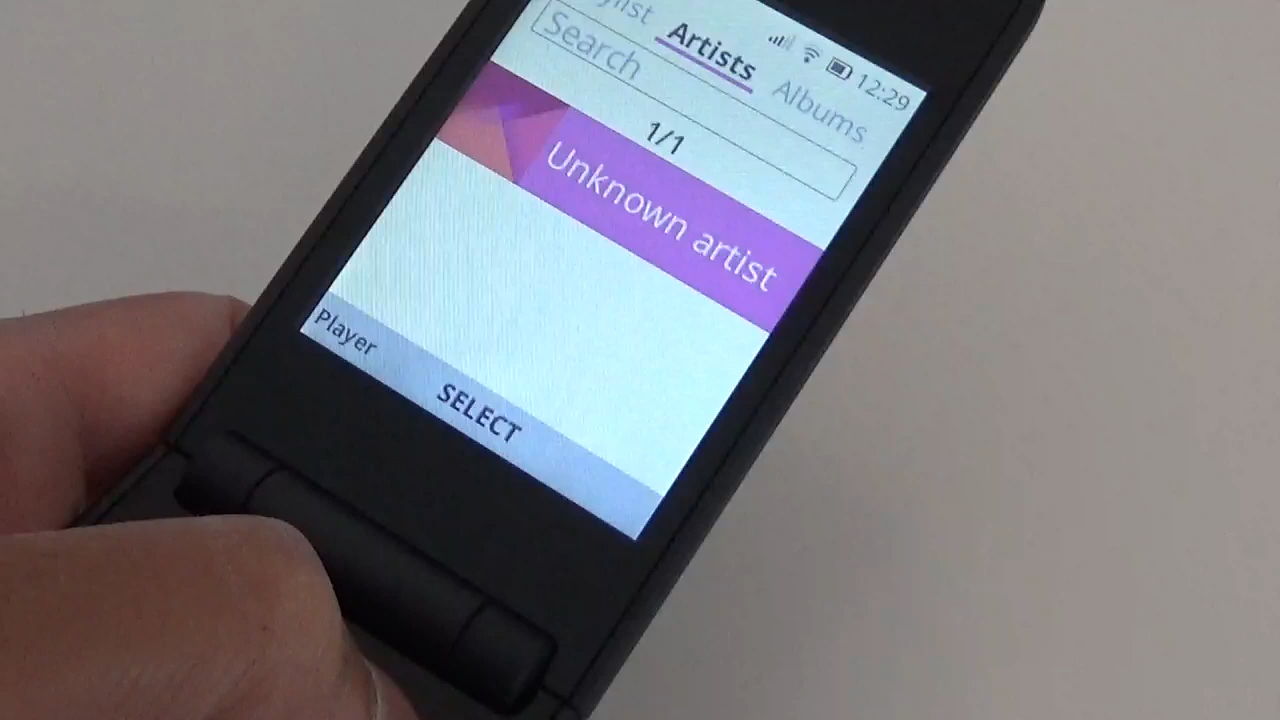 12:29
Artists Albums
Search
1/1
Unknown artist
Player
SELECT